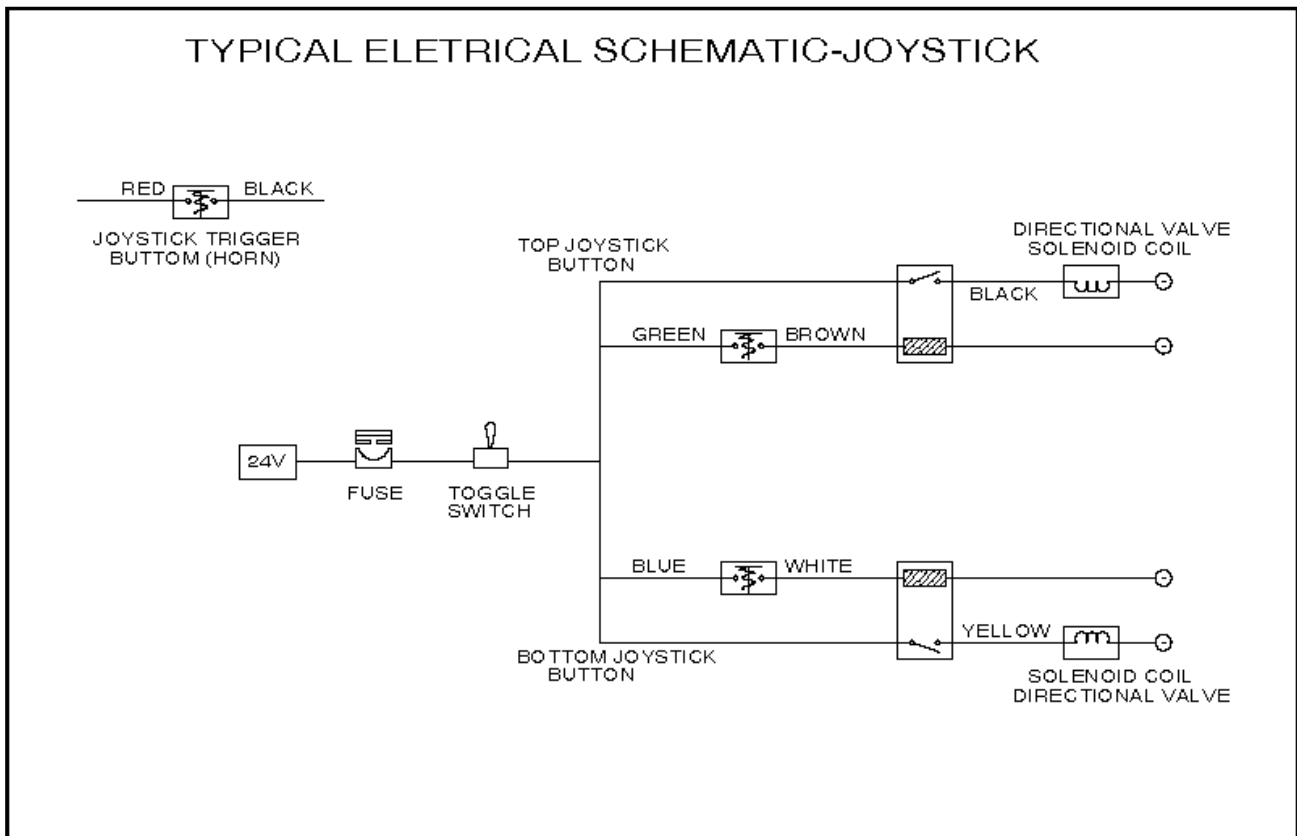 TYPICAL ELETRICAL SCHEMATIC-JOYSTICK
RED BLACK
JOYSTICK TRIGGER
BUTTOM (HORN)
TOP JOYSTICK
BUTTON
DIRECTIONAL VALVE
SOLENOID COIL
BLACK
GREEN BROWN
24V
FUSE
TOGGLE
SWITCH
BLUE WHITE
YELLOW
BOTTOM JOYSTICK
BUTTON
SOLENOID COIL
DIRECTIONAL VALVE